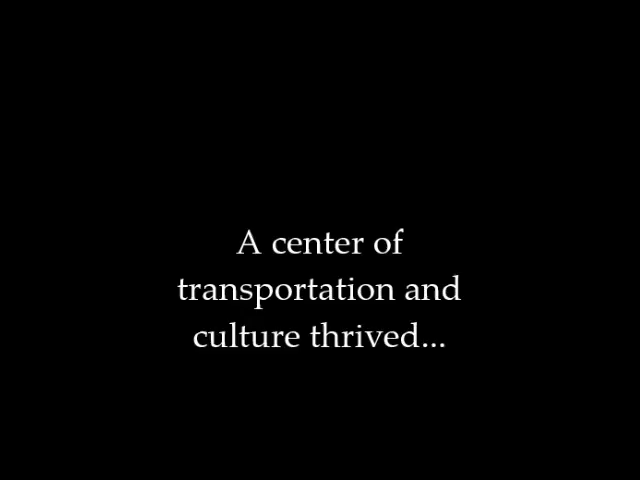 A center of
transportation and
culture thrived...